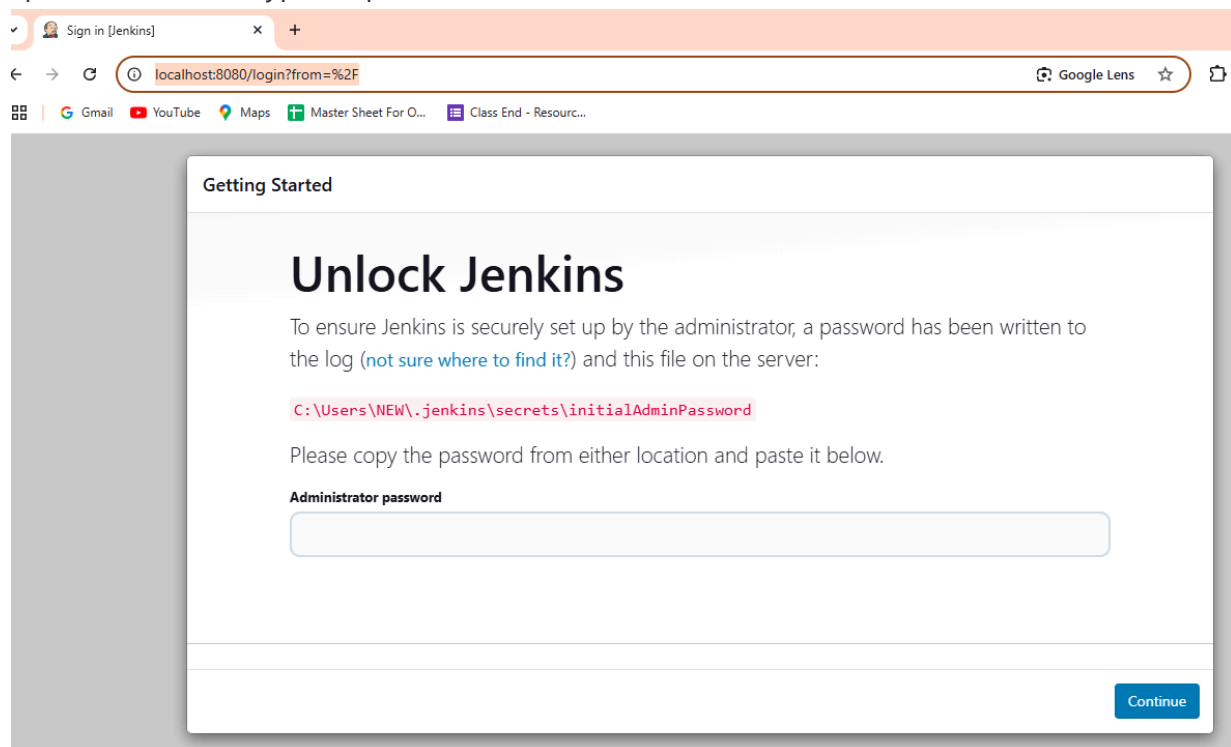 Sign in [Jenkins]
localhost:8080/login?from=%2F
Google Lens
Gmail YouTube Maps Master Sheet For O... Class End - Resourc...
Getting Started
Unlock Jenkins
To ensure Jenkins is securely set up by the administrator, a password has been written to
the log (not sure where to find it?) and this file on the server:
C:\Users\NEW\.jenkins\secrets\initialAdminPassword
Please copy the password from either location and paste it below.
Administrator password
Continue